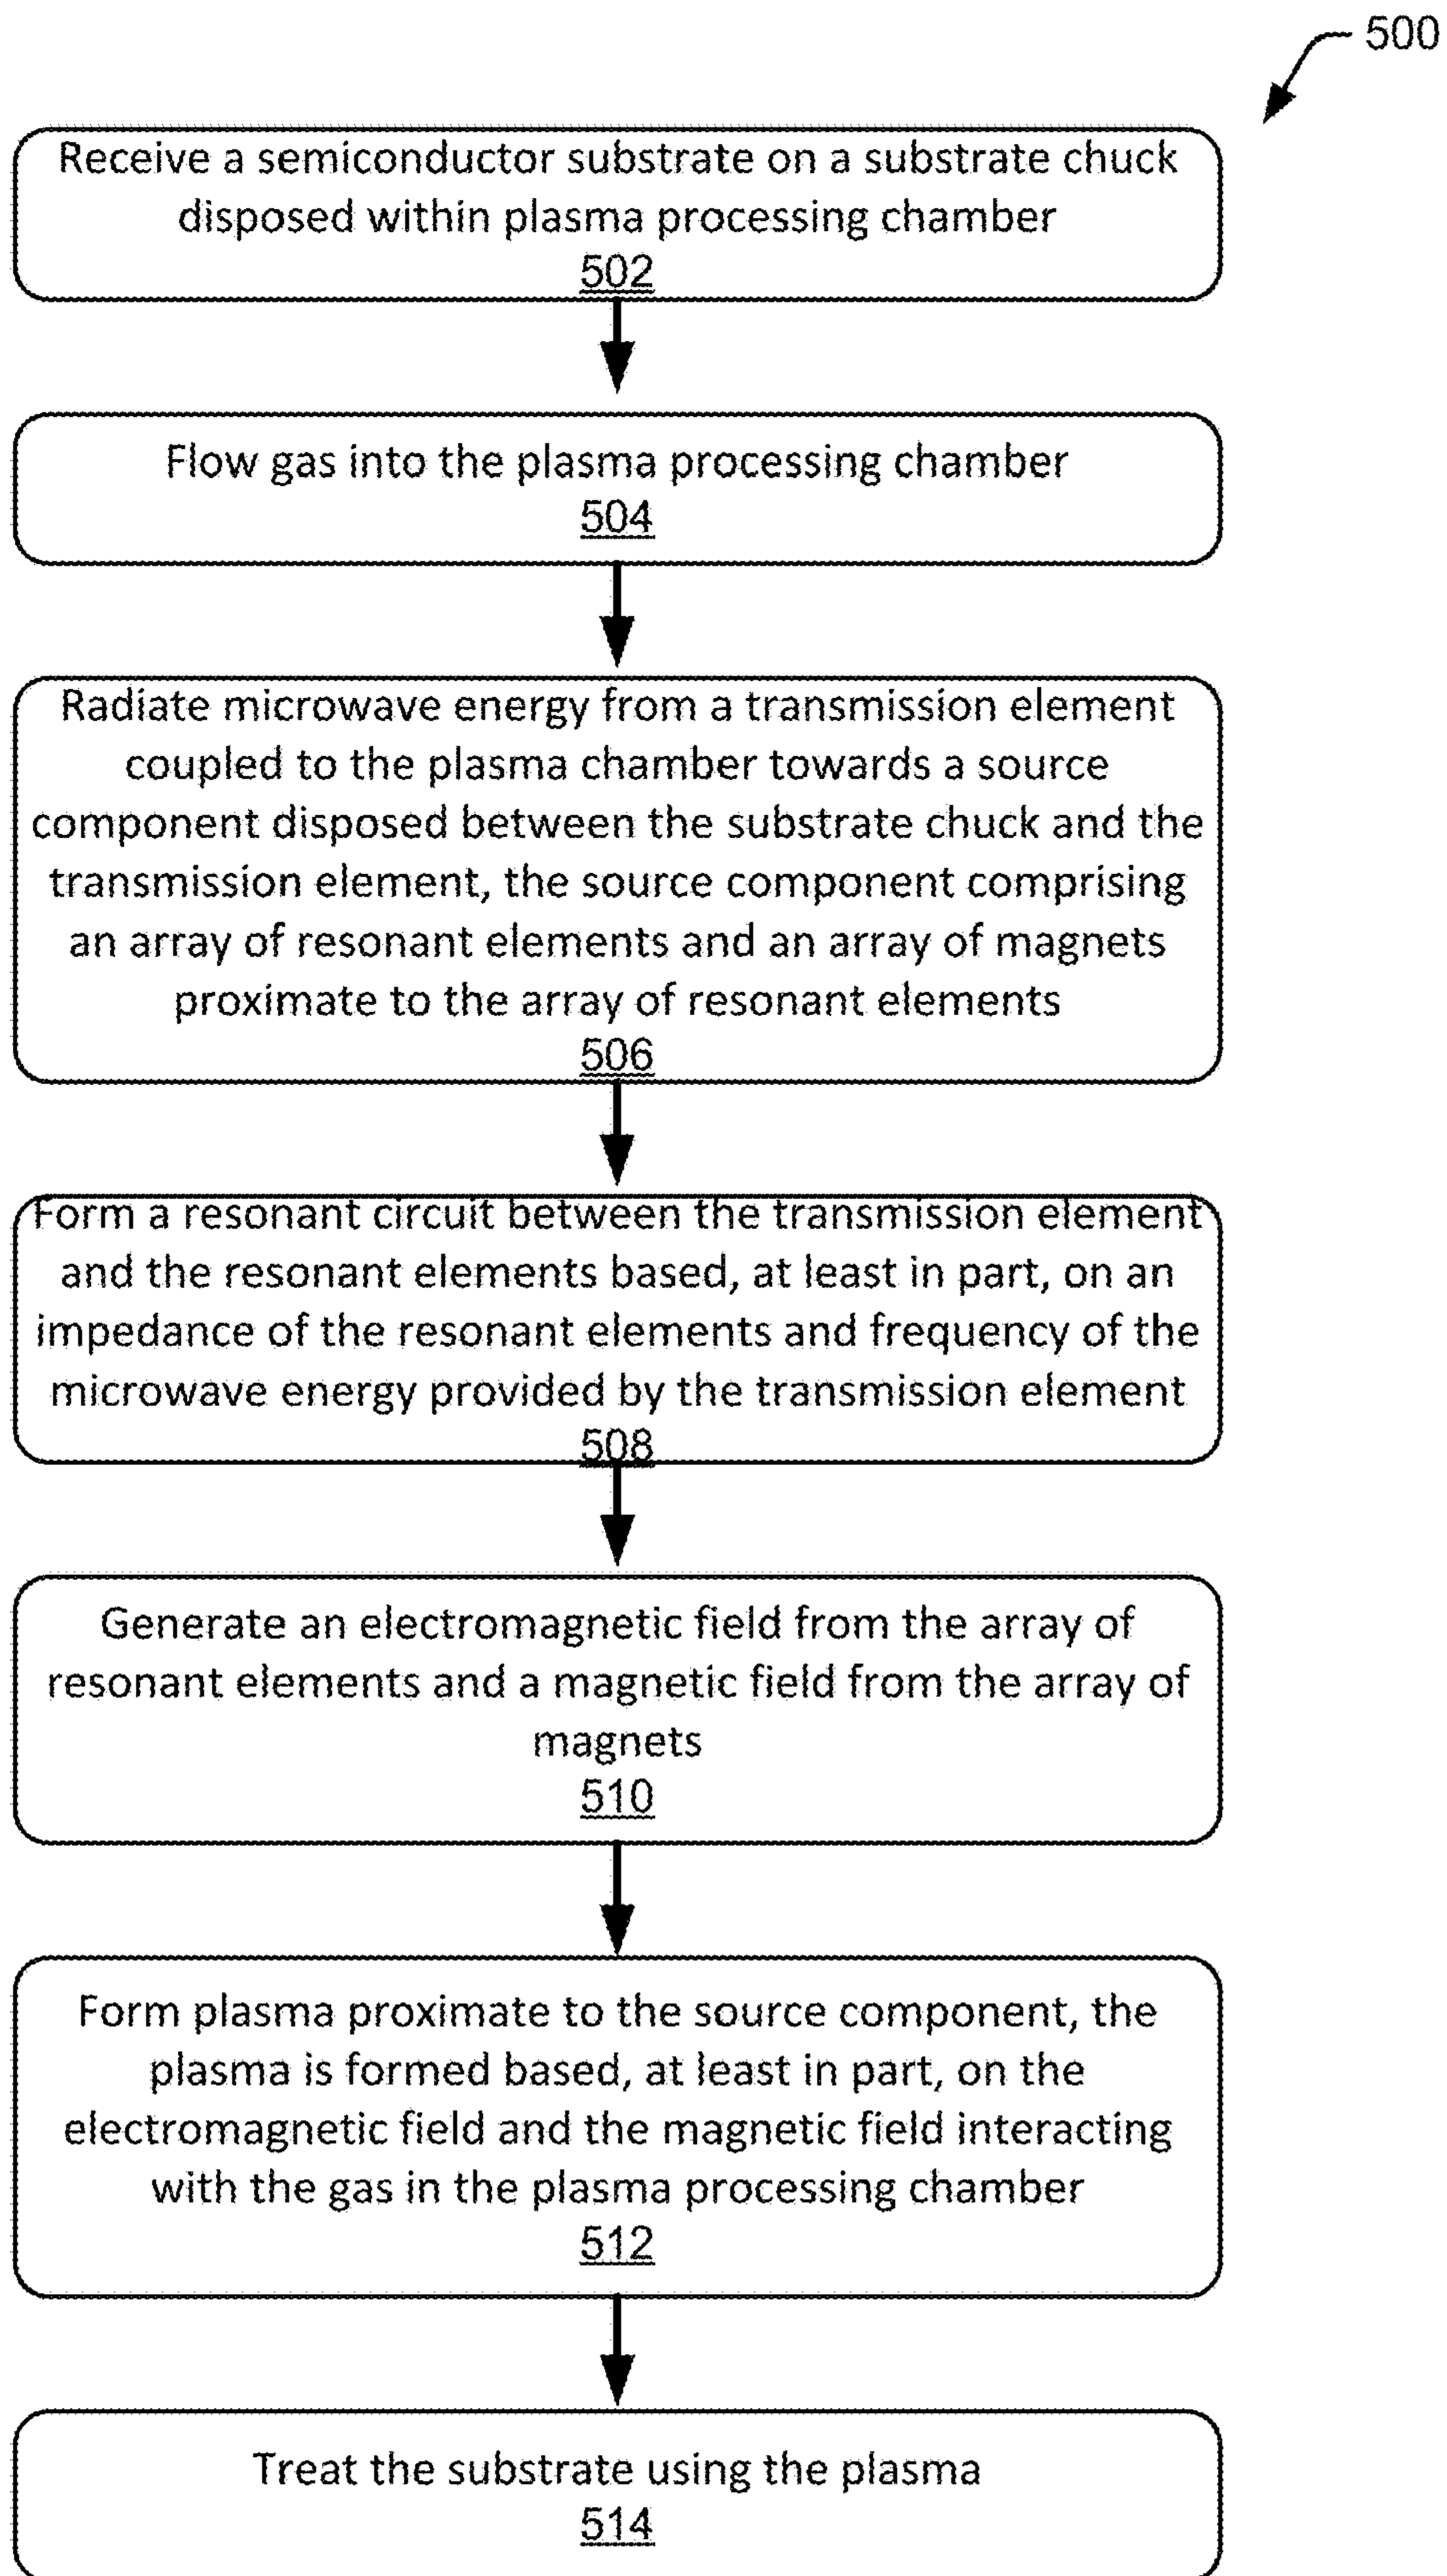 500
Receive a semiconductor substrate on a substrate chuck
disposed within plasma processing chamber
502
Flow gas into the plasma processing chamber
504
Radiate microwave energy from a transmission element
coupled to the plasma chamber towards a source
component disposed between the substrate chuck and the
transmission element, the source component comprising
an array of resonant elements and an array of magnets
proximate to the array of resonant elements
506
Form a resonant circuit between the transmission element
and the resonant elements based, at least in part, on an
impedance of the resonant elements and frequency of the
microwave energy provided by the transmission element
508
Generate an electromagnetic field from the array of
resonant elements and a magnetic field from the array of
magnets
510
Form plasma proximate to the source component, the
plasma is formed based, at least in part, on the
electromagnetic field and the magnetic field interacting
with the gas in the plasma processing chamber
512
Treat the substrate using the plasma
514